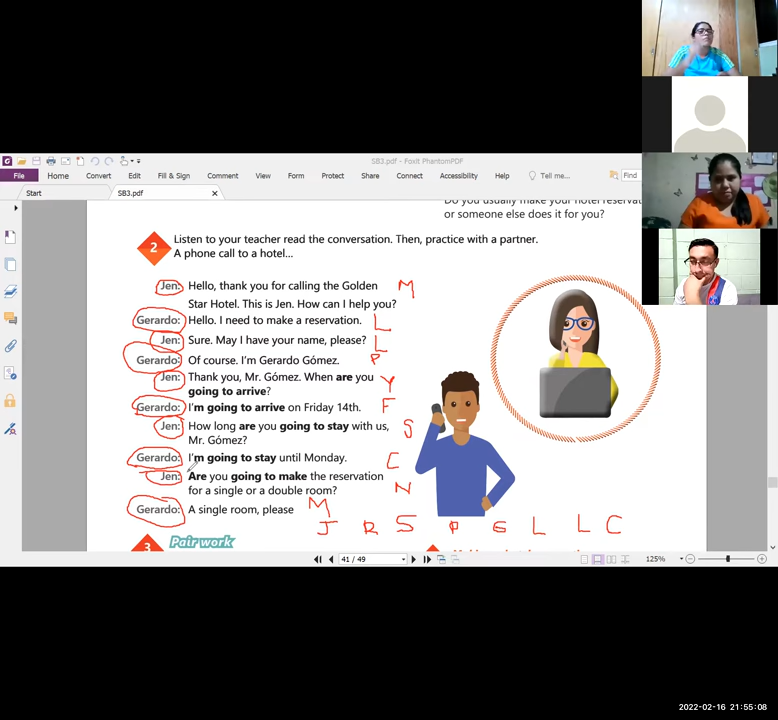 SB3.pdf - Foxit PhantomPDF
File Home Convert Edit Fill & Sign Comment View Form Protect Share Connect Accessibility Help Tell me... Find
Start SB3.pdf
Do you usually make your hotel reservat
or someone else does it for you?
2 Listen to your teacher read the conversation. Then, practice with a partner.
A phone call to a hotel...
Jen: Hello, thank you for calling the Golden M
Star Hotel. This is Jen. How can I help you?
Gerardo: Hello. I need to make a reservation. L
Jen: Sure. May I have your name, please? L
Gerardo: Of course. I'm Gerardo Gómez. P
Jen: Thank you, Mr. Gómez. When are you Y
going to arrive?
Gerardo: I'm going to arrive on Friday 14th. F
Jen: How long are you going to stay with us, S
Mr. Gómez?
Gerardo: I'm going to stay until Monday. C
Jen: Are you going to make the reservation N
for a single or a double room?
Gerardo: A single room, please M
J R S P G L L C
3 Pair work
41 / 49 125%
2022-02-16 21:55:08